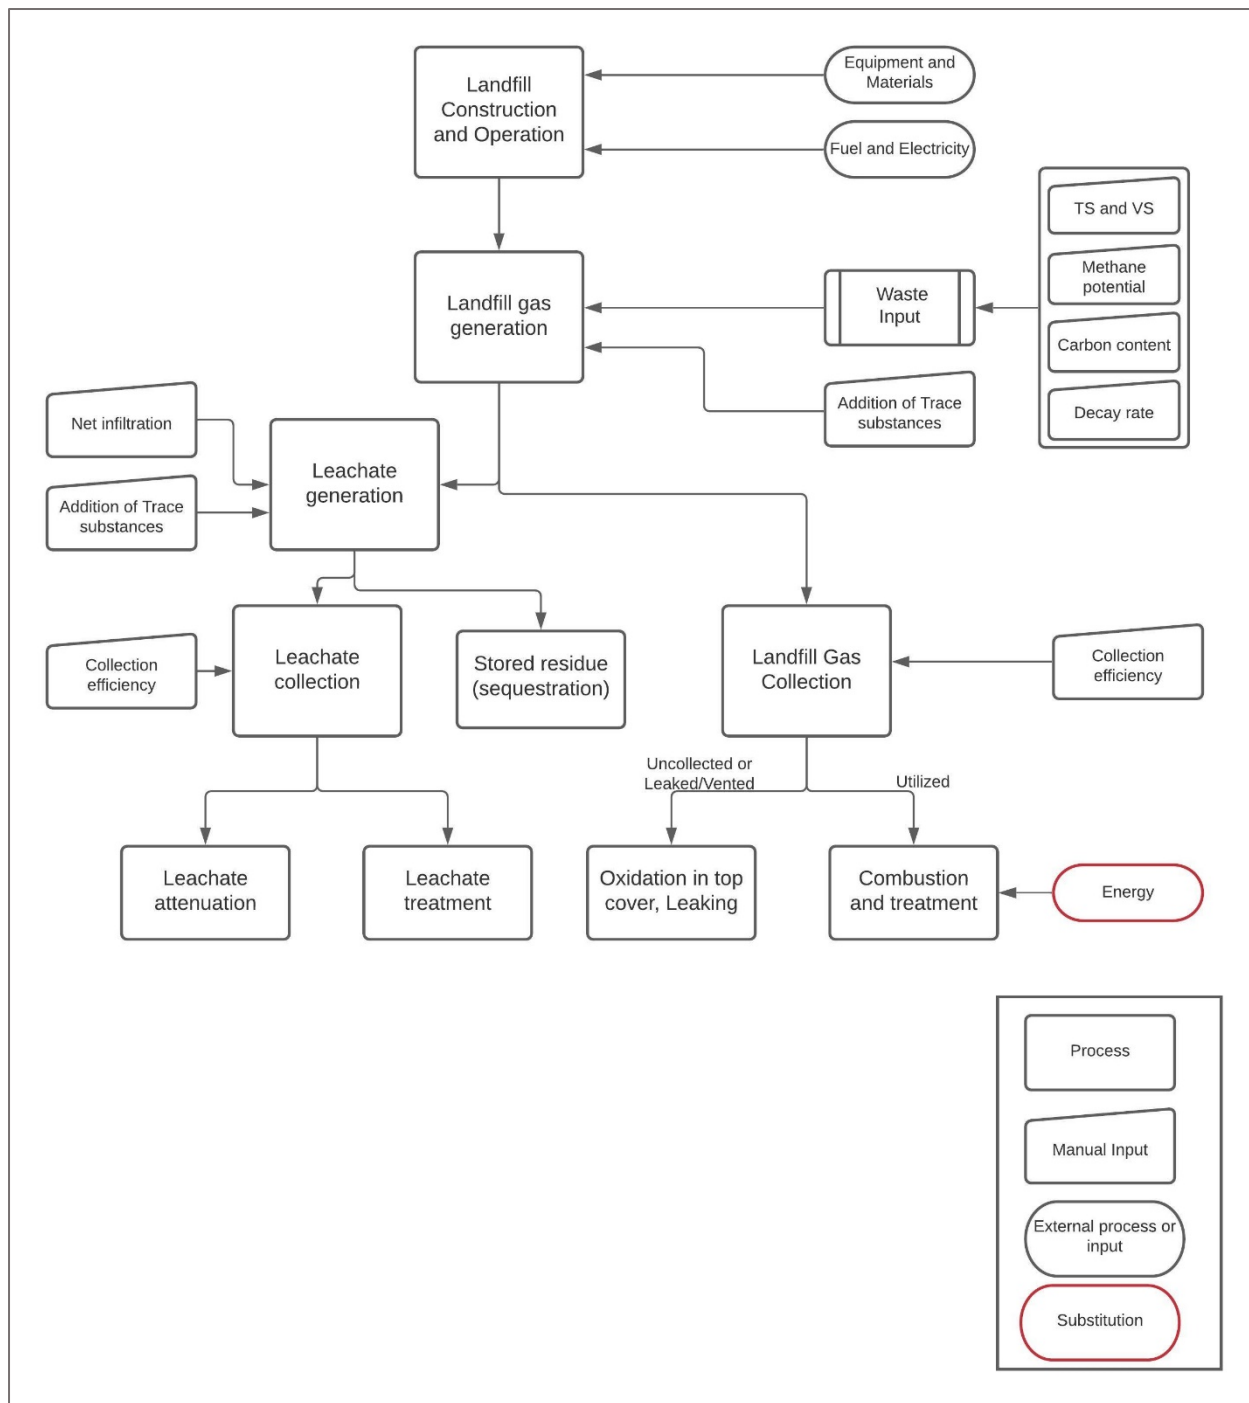 Landfill
Construction
and Operation
Equipment and
Materials
Fuel and Electricity
TS and VS
Methane
potential
Carbon content
Decay rate
Landfill gas
generation
Waste
Input
Addition of Trace
substances
Net infiltration
Addition of Trace
substances
Leachate
generation
Collection
efficiency
Leachate
collection
Stored residue
(sequestration)
Landfill Gas
Collection
Collection
efficiency
Uncollected or
Leaked/Vented
Utilized
Leachate
attenuation
Leachate
treatment
Oxidation in top
cover, Leaking
Combustion
and treatment
Energy
Process
Manual Input
External process or
input
Substitution